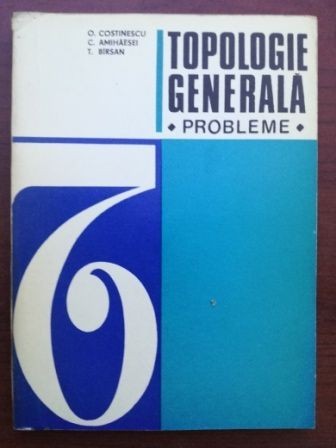 O. COSTINESCU
C. AMIHĂESEI
T. BÎRSAN
TOPOLOGIE
GENERALĂ
• PROBLEME •